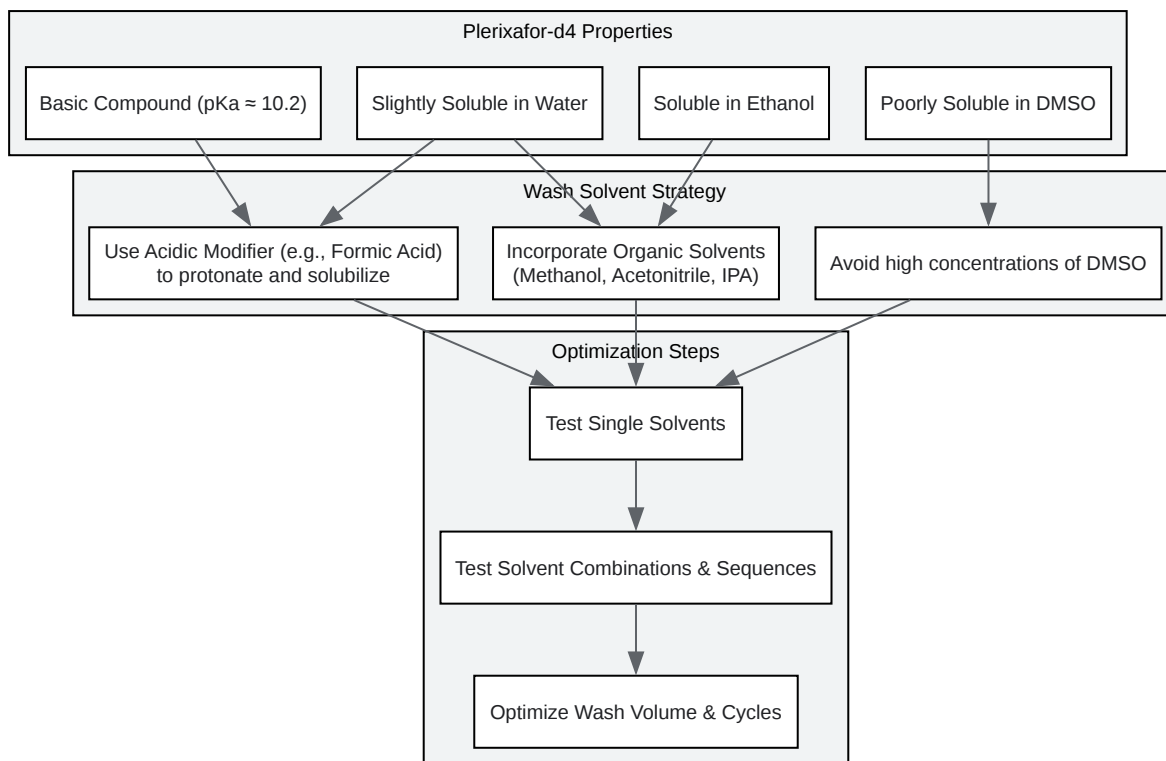 Plerixafor-d4 Properties
Basic Compound (pKa ≈ 10.2)
Slightly Soluble in Water
Soluble in Ethanol
Poorly Soluble in DMSO
Wash Solvent Strategy
Use Acidic Modifier (e.g., Formic Acid)
to protonate and solubilize
Incorporate Organic Solvents
(Methanol, Acetonitrile, IPA)
Avoid high concentrations of DMSO
Optimization Steps
Test Single Solvents
Test Solvent Combinations & Sequences
Optimize Wash Volume & Cycles